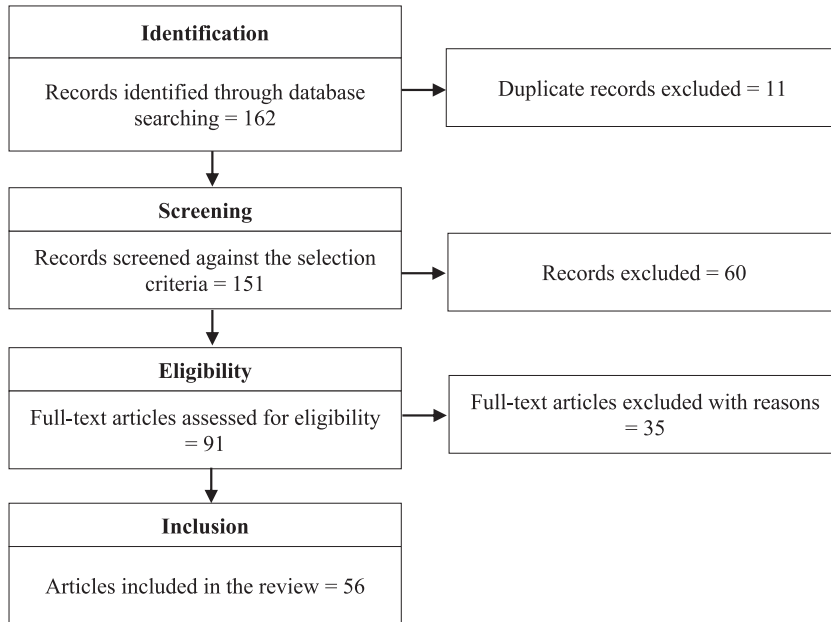 Identification
Records identified through database
searching = 162
Duplicate records excluded = 11
Screening
Records screened against the selection
criteria = 151
Records excluded = 60
Eligibility
Full-text articles assessed for eligibility
= 91
Full-text articles excluded with reasons
= 35
Inclusion
Articles included in the review = 56